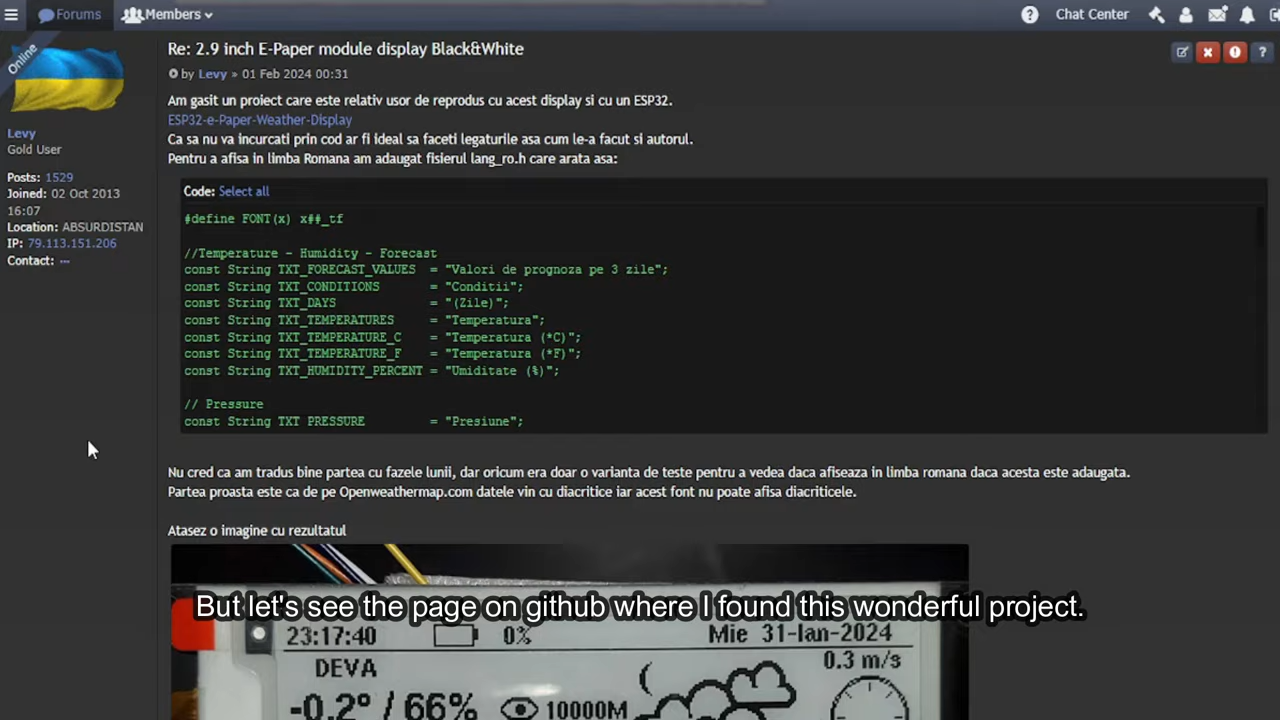 Forums
Members
Chat Center
Online
Re: 2.9 inch E-Paper module display Black&White
by Levy » 01 Feb 2024 00:31
Levy
Gold User
Posts: 1529
Joined: 02 Oct 2013
16:07
Location: ABSURDISTAN
IP: 79.113.151.206
Contact:
Am gasit un proiect care este relativ usor de reprodus cu acest display si cu un ESP32.
ESP32-e-Paper-Weather-Display
Ca sa nu va incurcati prin cod ar fi ideal sa faceti legaturile asa cum le-a facut si autorul.
Pentru a afisa in limba Romana am adaugat fisierul lang_ro.h care arata asa:
Code: Select all
#define FONT(x) x##_tf
//Temperature - Humidity - Forecast
const String TXT_FORECAST_VALUES = "Valori de prognoza pe 3 zile";
const String TXT_CONDITIONS = "Conditii";
const String TXT_DAYS = "(Zile)";
const String TXT_TEMPERATURES = "Temperatura";
const String TXT_TEMPERATURE_C = "Temperatura (*C)";
const String TXT_TEMPERATURE_F = "Temperatura (*F)";
const String TXT_HUMIDITY_PERCENT = "Umiditate (%)";
// Pressure
const String TXT PRESSURE = "Presiune";
Nu cred ca am tradus bine partea cu fazele lunii, dar oricum era doar o varianta de teste pentru a vedea daca afiseaza in limba romana daca acesta este adaugata.
Partea proasta este ca de pe Openweathermap.com datele vin cu diacritice iar acest font nu poate afisa diacriticele.
Atasez o imagine cu rezultatul
But let's see the page on github where I found this wonderful project.
23:17:40 0% Mie 31-Ian-2024
DEVA 0.3 m/s
-0.2° / 66% 10000M